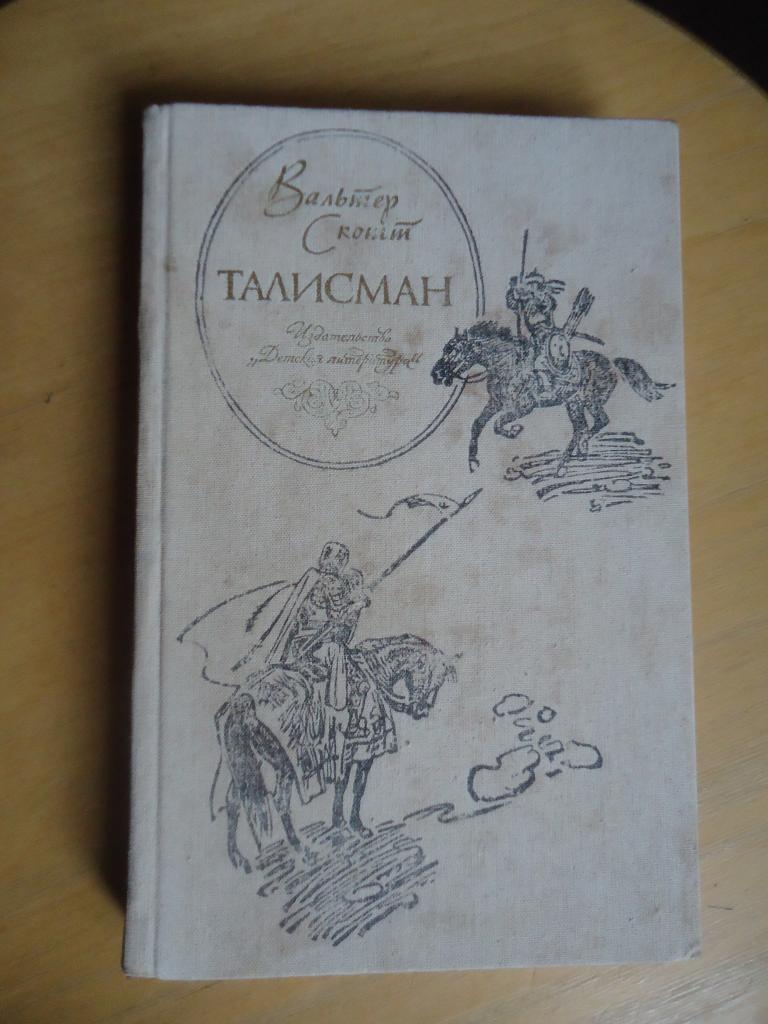 Вальтер
Скотт
ТАЛИСМАН
Издательство
„Детская литература"